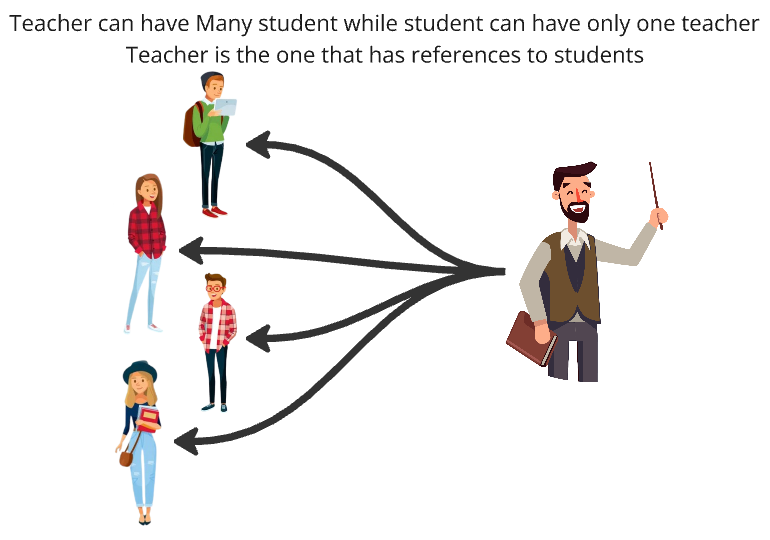 Teacher can have Many student while student can have only one teacher
Teacher is the one that has references to students